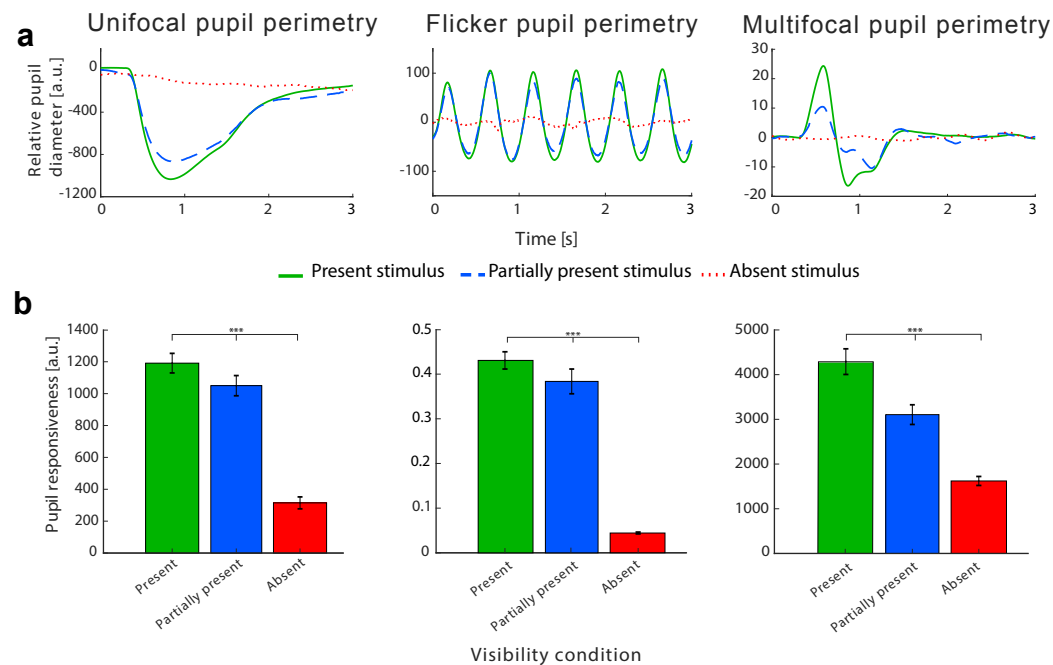 a
Unifocal pupil perimetry
Flicker pupil perimetry
Multifocal pupil perimetry
Relative pupil
diameter [a.u.]
0
-400
-800
-1200
0 1 2 3
100
0
-100
0 1 2 3
30
20
10
0
-10
-20
0 1 2 3
Time [s]
Present stimulus Partially present stimulus Absent stimulus
b
Pupil responsiveness [a.u.]
1400
1200
1000
800
600
400
200
0
***
Present Partially present Absent
0.5
0.4
0.3
0.2
0.1
0
***
Present Partially present Absent
5000
4000
3000
2000
1000
0
***
Present Partially present Absent
Visibility condition